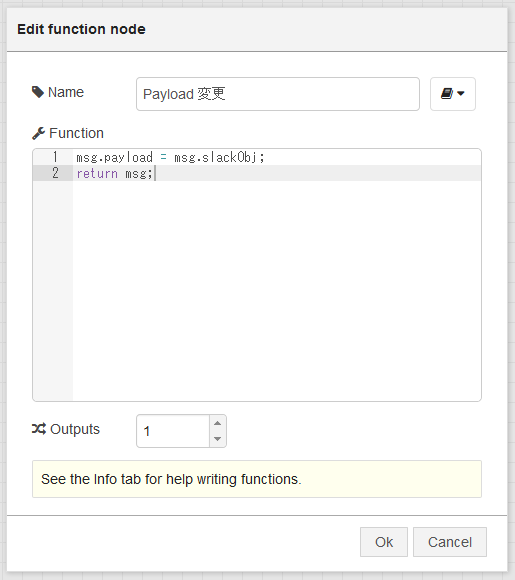 Edit function node
Name
Payload 変更
Function
1 msg.payload = msg.slackObj;
2 return msg;
Outputs
1
See the Info tab for help writing functions.
Ok
Cancel